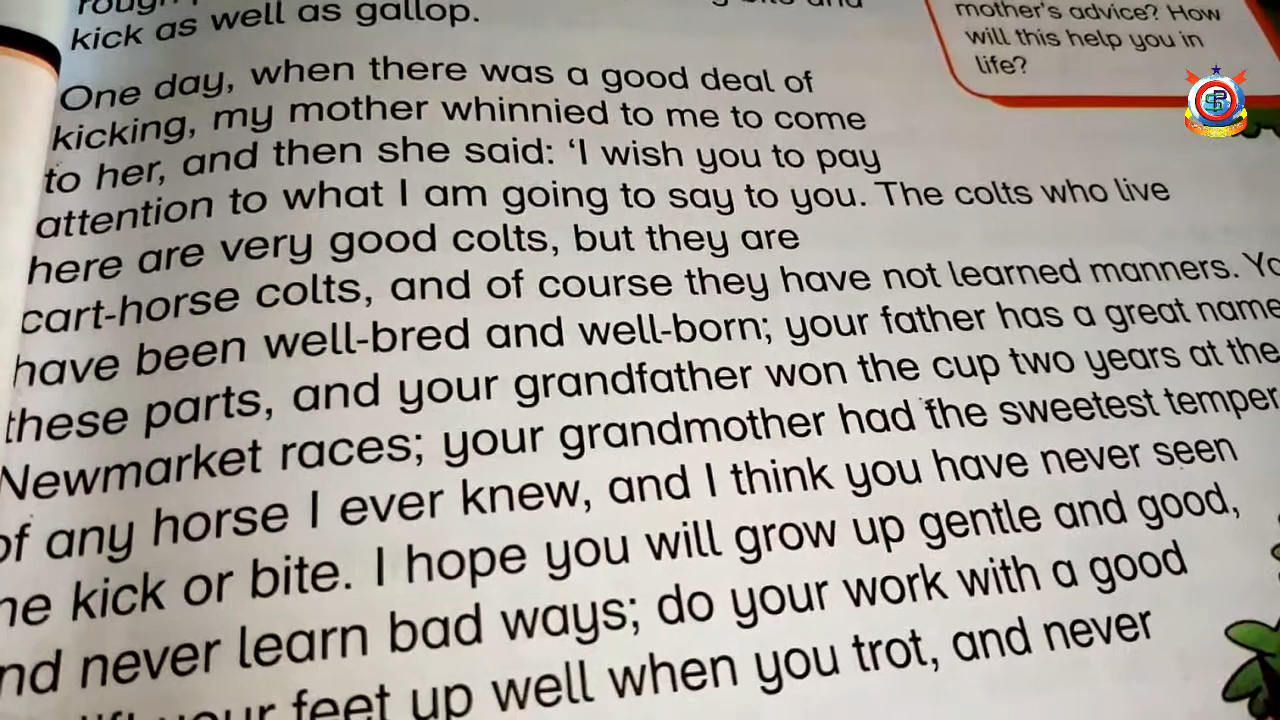 kick as well as gallop.
One day, when there was a good deal of
kicking, my mother whinnied to me to come
to her, and then she said: 'I wish you to pay
attention to what I am going to say to you. The colts who live
here are very good colts, but they are
cart-horse colts, and of course they have not learned manners.
have been well-bred and well-born; your father has a great name
these parts, and your grandfather won the cup two years at the
Newmarket races; your grandmother had the sweetest temper
of any horse I ever knew, and I think you have never seen
kick or bite. I hope you will grow up gentle and good,
never learn bad ways; do your work with a good
feet up well when you trot, and never
mother's advice? How
will this help you in
life?